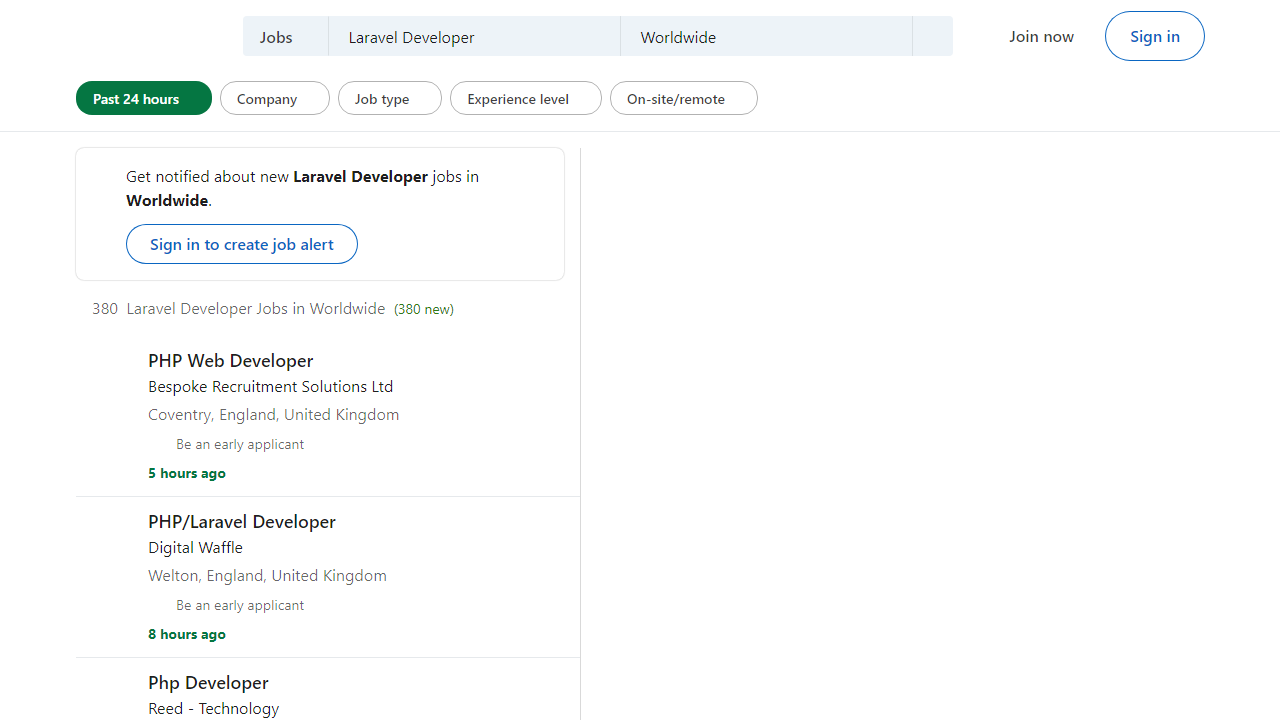 Jobs
Laravel Developer
Worldwide
Join now
Sign in
Past 24 hours
Company
Job type
Experience level
On-site/remote
Get notified about new Laravel Developer jobs in
Worldwide.
Sign in to create job alert
380 Laravel Developer Jobs in Worldwide (380 new)
PHP Web Developer
Bespoke Recruitment Solutions Ltd
Coventry, England, United Kingdom
Be an early applicant
5 hours ago
PHP/Laravel Developer
Digital Waffle
Welton, England, United Kingdom
Be an early applicant
8 hours ago
Php Developer
Reed - Technology